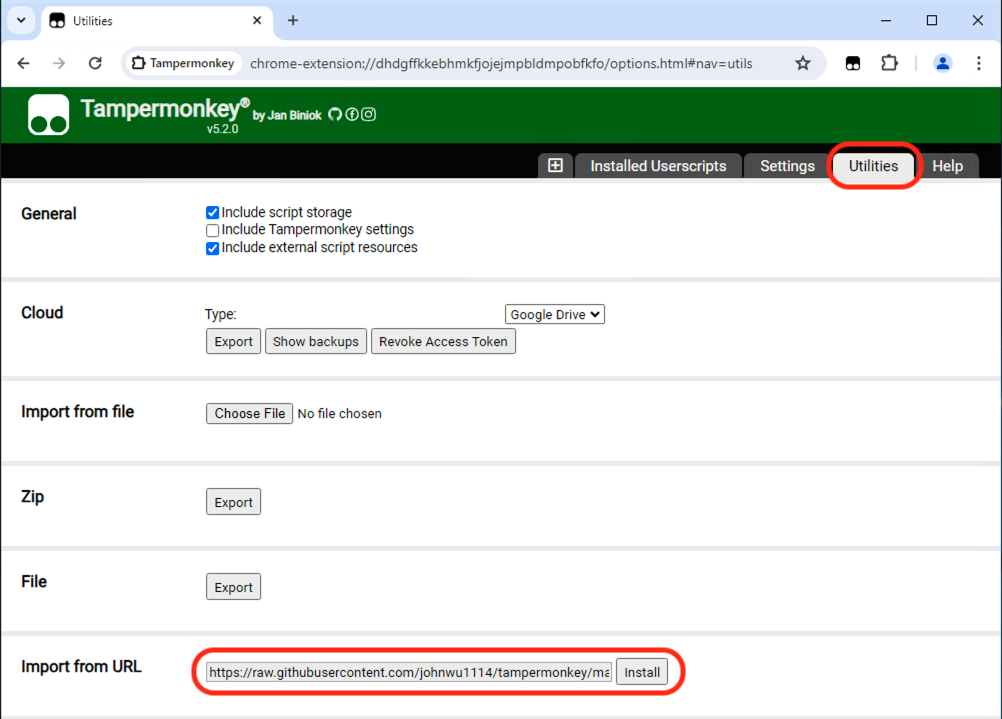 Utilities
Tampermonkey chrome-extension://dhdgffkkebhmkfjojejmpbldmpobfkfo/options.html#nav=utils
Tampermonkey® by Jan Biniok
v5.2.0
Installed Userscripts Settings Utilities Help
General
Include script storage
Include Tampermonkey settings
Include external script resources
Cloud
Type: Google Drive
Export Show backups Revoke Access Token
Import from file
Choose File No file chosen
Zip
Export
File
Export
Import from URL
https://raw.githubusercontent.com/johnwu1114/tampermonkey/ma Install